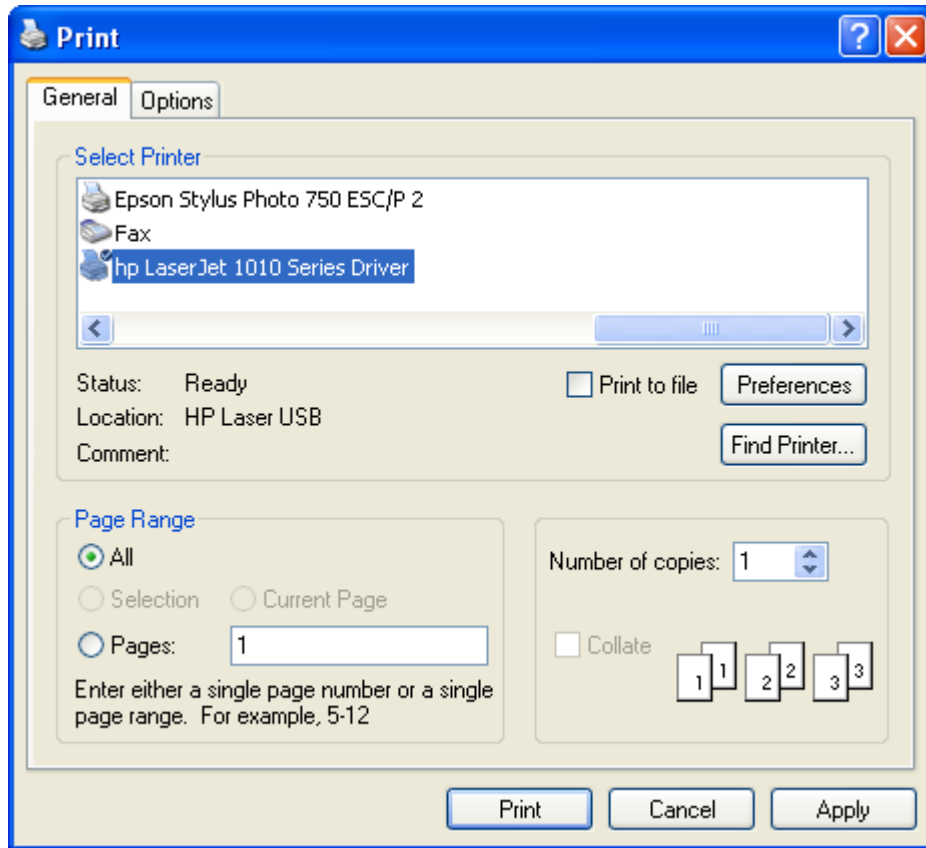 Print
General Options
Select Printer
Epson Stylus Photo 750 ESC/P 2
Fax
hp LaserJet 1010 Series Driver
Status: Ready
Print to file Preferences
Location: HP Laser USB
Comment:
Find Printer...
Page Range
All
Selection Current Page
Pages: 1
Enter either a single page number or a single
page range. For example, 5-12
Number of copies: 1
Collate
1 1 2 2 3 3
Print Cancel Apply